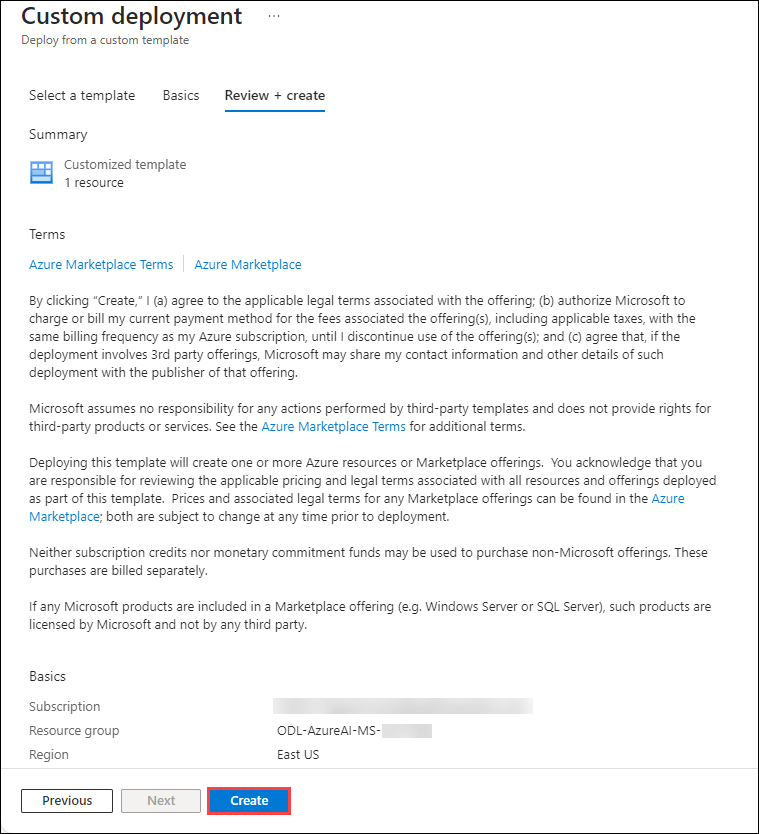 Custom deployment ...
Deploy from a custom template
Select a template Basics Review + create
Summary
Customized template
1 resource
Terms
Azure Marketplace Terms Azure Marketplace
By clicking “Create,” I (a) agree to the applicable legal terms associated with the offering; (b) authorize Microsoft to
charge or bill my current payment method for the fees associated the offering(s), including applicable taxes, with the
same billing frequency as my Azure subscription, until I discontinue use of the offering(s); and (c) agree that, if the
deployment involves 3rd party offerings, Microsoft may share my contact information and other details of such
deployment with the publisher of that offering.
Microsoft assumes no responsibility for any actions performed by third-party templates and does not provide rights for
third-party products or services. See the Azure Marketplace Terms for additional terms.
Deploying this template will create one or more Azure resources or Marketplace offerings. You acknowledge that you
are responsible for reviewing the applicable pricing and legal terms associated with all resources and offerings deployed
as part of this template. Prices and associated legal terms for any Marketplace offerings can be found in the Azure
Marketplace; both are subject to change at any time prior to deployment.
Neither subscription credits nor monetary commitment funds may be used to purchase non-Microsoft offerings. These
purchases are billed separately.
If any Microsoft products are included in a Marketplace offering (e.g. Windows Server or SQL Server), such products are
licensed by Microsoft and not by any third party.
Basics
Subscription
Resource group ODL-AzureAI-MS-
Region East US
Previous Next Create